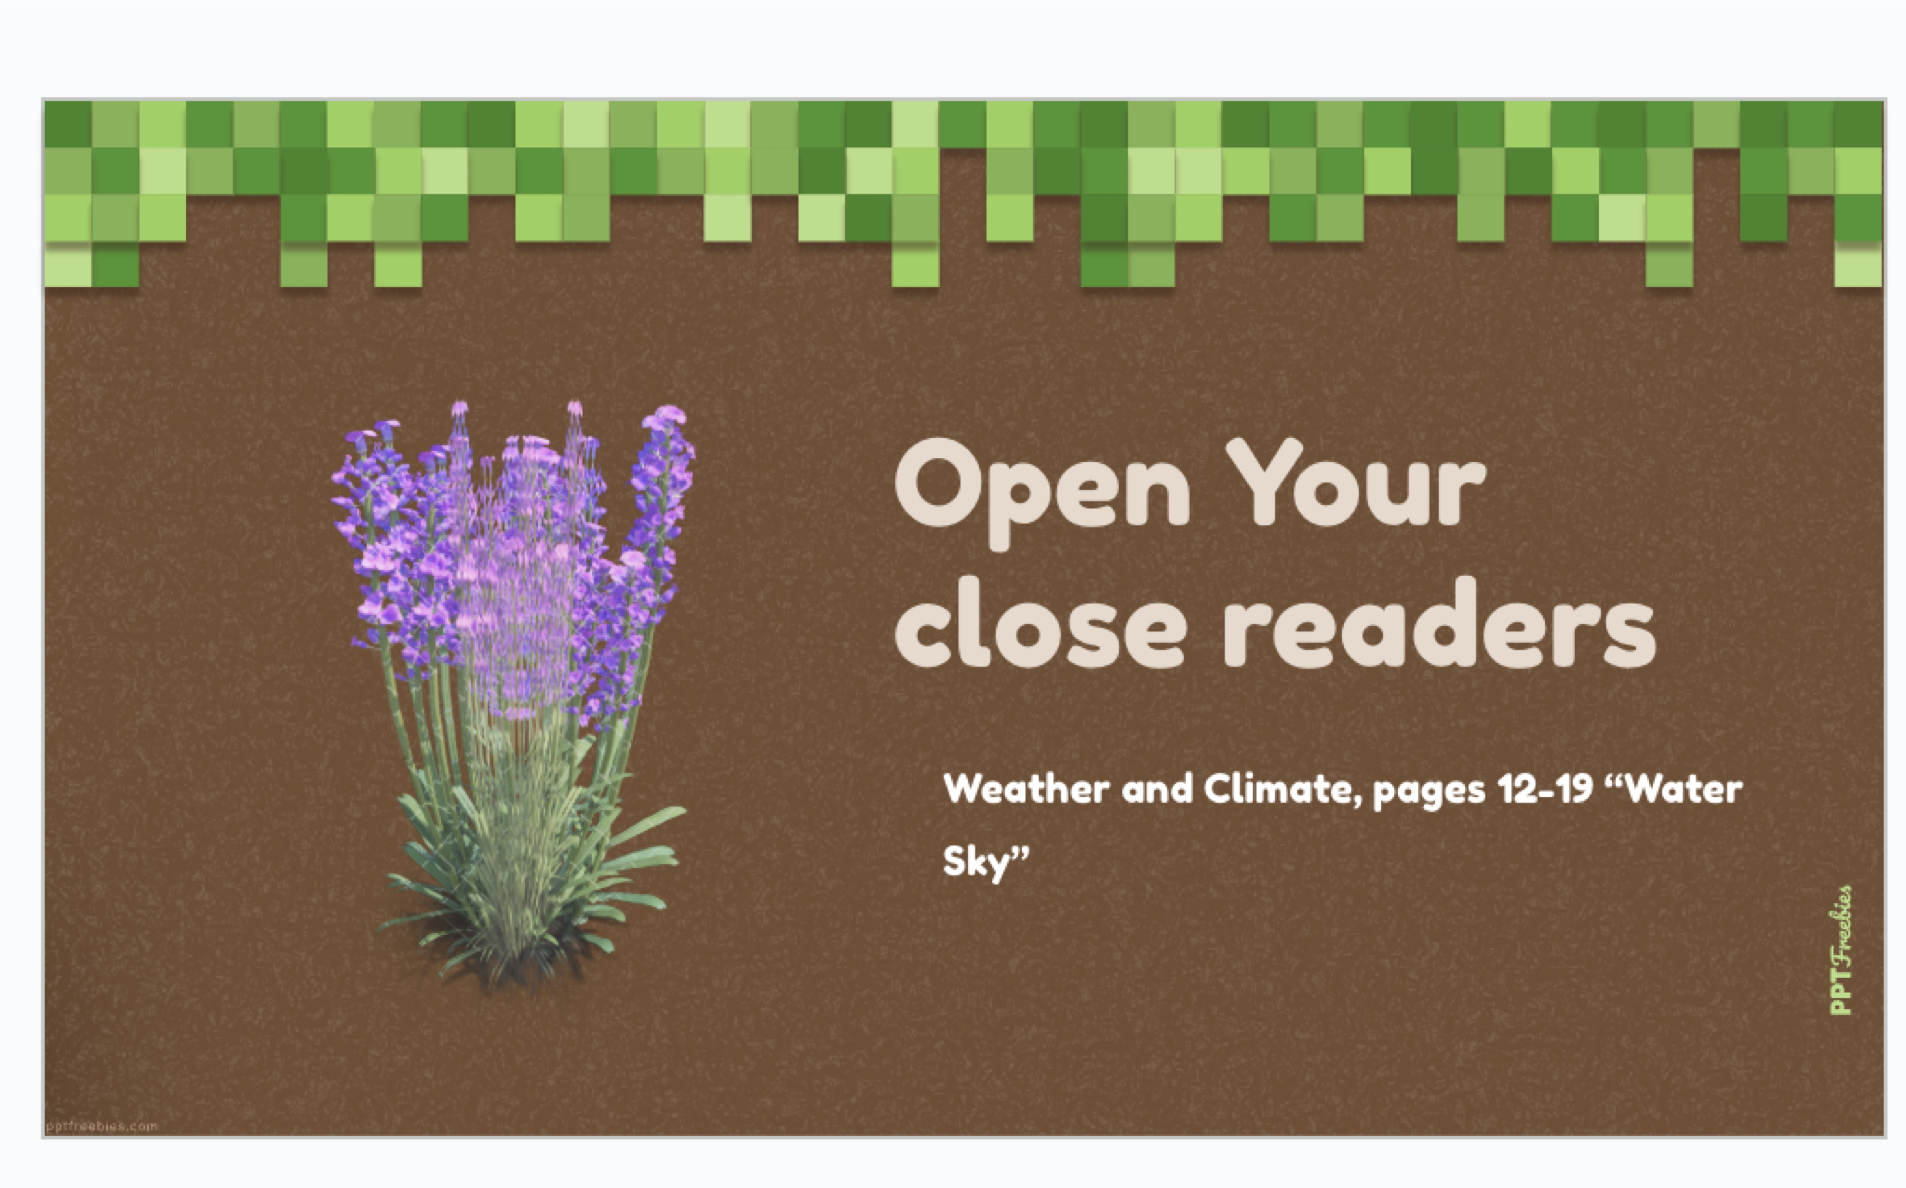 Open Your
close readers
Weather and Climate, pages 12-19 “Water
Sky”
PPTFreebies
pptfreebies.com